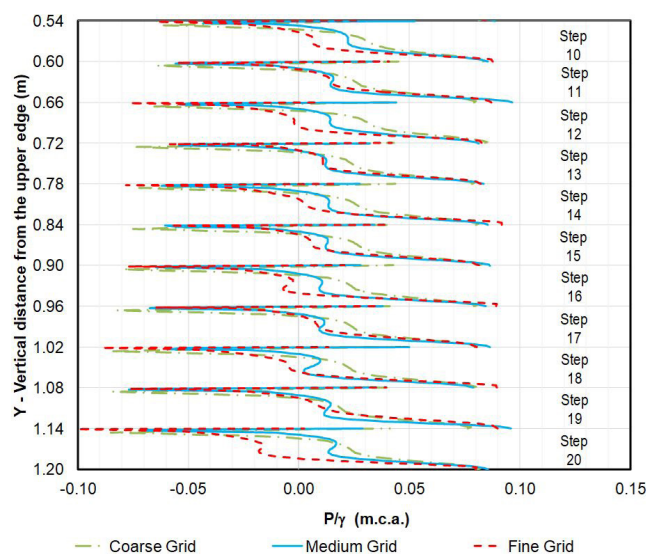 Y - Vertical distance from the upper edge (m)
0.54
0.60
0.66
0.72
0.78
0.84
0.90
0.96
1.02
1.08
1.14
1.20
Step
10
Step
11
Step
12
Step
13
Step
14
Step
15
Step
16
Step
17
Step
18
Step
19
Step
20
-0.10 -0.05 0.00 0.05 0.10 0.15
P/γ (m.c.a.)
Coarse Grid Medium Grid Fine Grid